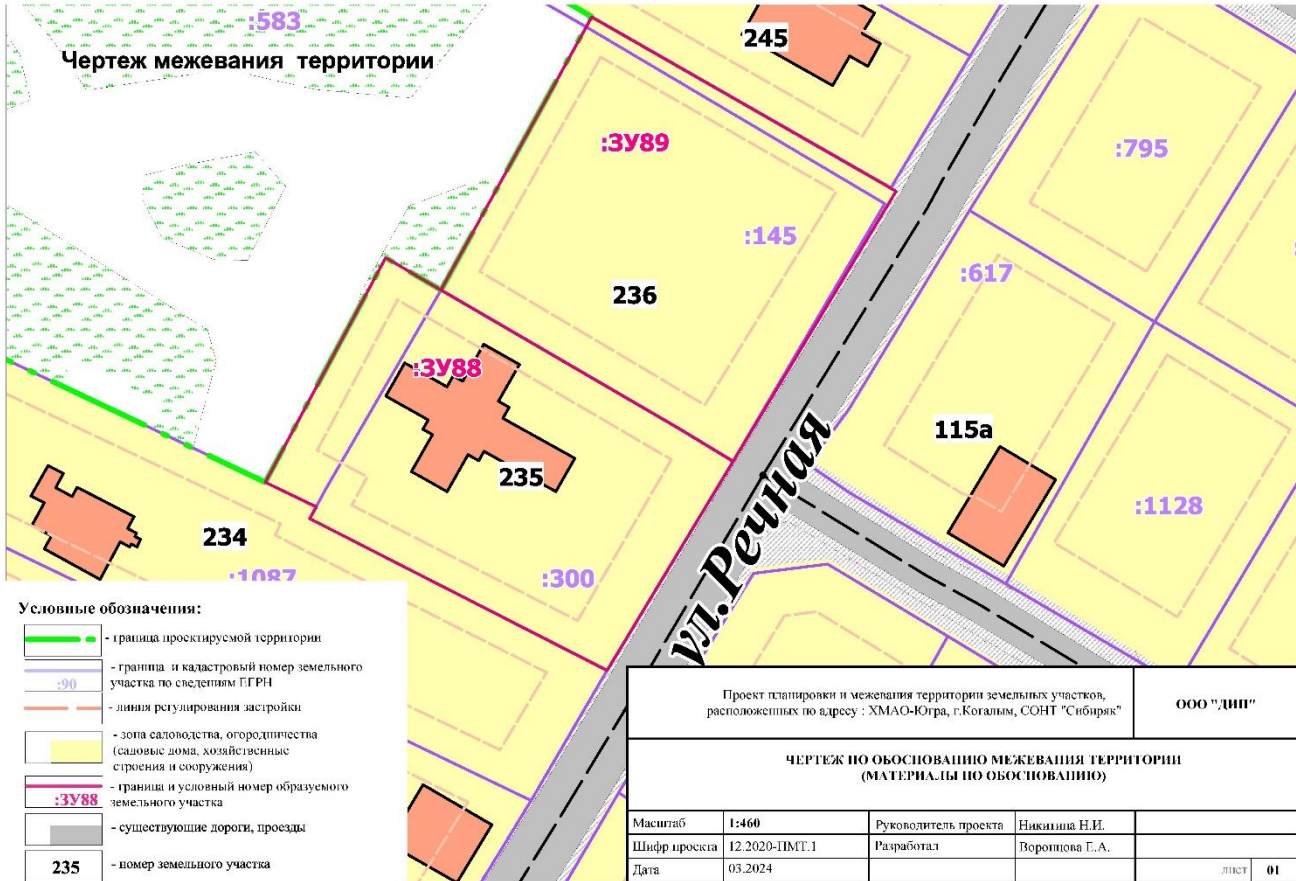 :583
Чертеж межевания территории
245
:ЗУ89
:795
:145
:617
236
:ЗУ88
115а
235
:1128
234
:1087
:300
ул.Речная
Условные обозначения:
- граница проектируемой территории
- граница и кадастровый номер земельного
участка по сведениям ЕГРН
:90
- линия регулирования застройки
- зона садоводства, огородничества
(садовые дома, хозяйственные
строения и сооружения)
- граница и условный номер образуемого
земельного участка
:ЗУ88
- существующие дороги, проезды
235 - номер земельного участка
Проект планировки и межевания территории земельных участков,
расположенных по адресу : ХМАО-Югра, г.Когалым, СОНТ "Сибиряк"
ООО "ДИП"
ЧЕРТЕЖ ПО ОБОСНОВАНИЮ МЕЖЕВАНИЯ ТЕРРИТОРИИ
(МАТЕРИАЛЫ ПО ОБОСНОВАНИЮ)
Масштаб 1:460 Руководитель проекта Никитина Н.И.
Шифр проекта 12.2020-ПМТ.1 Разработал Воронцова Е.А.
Дата 03.2024 лист 01